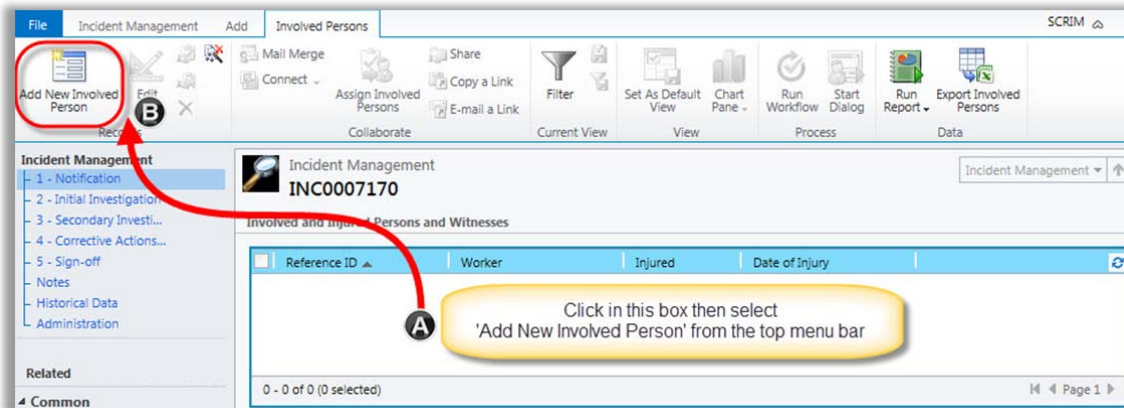 File Incident Management Add Involved Persons SCRIM
Add New Involved Person
Edit
Mail Merge
Connect
Assign Involved Persons
Share
Copy a Link
E-mail a Link
Filter
Set As Default View
Chart Pane
Run Workflow
Start Dialog
Run Report
Export Involved Persons
Collaborate Current View View Process Data
Incident Management
1 - Notification
2 - Initial Investigation
3 - Secondary Investi...
4 - Corrective Actions...
5 - Sign-off
Notes
Historical Data
Administration
Related
Common
Incident Management
INC0007170
Incident Management
Involved and Injured Persons and Witnesses
Reference ID Worker Injured Date of Injury
Click in this box then select
'Add New Involved Person' from the top menu bar
A
B
0 - 0 of 0 (0 selected) Page 1